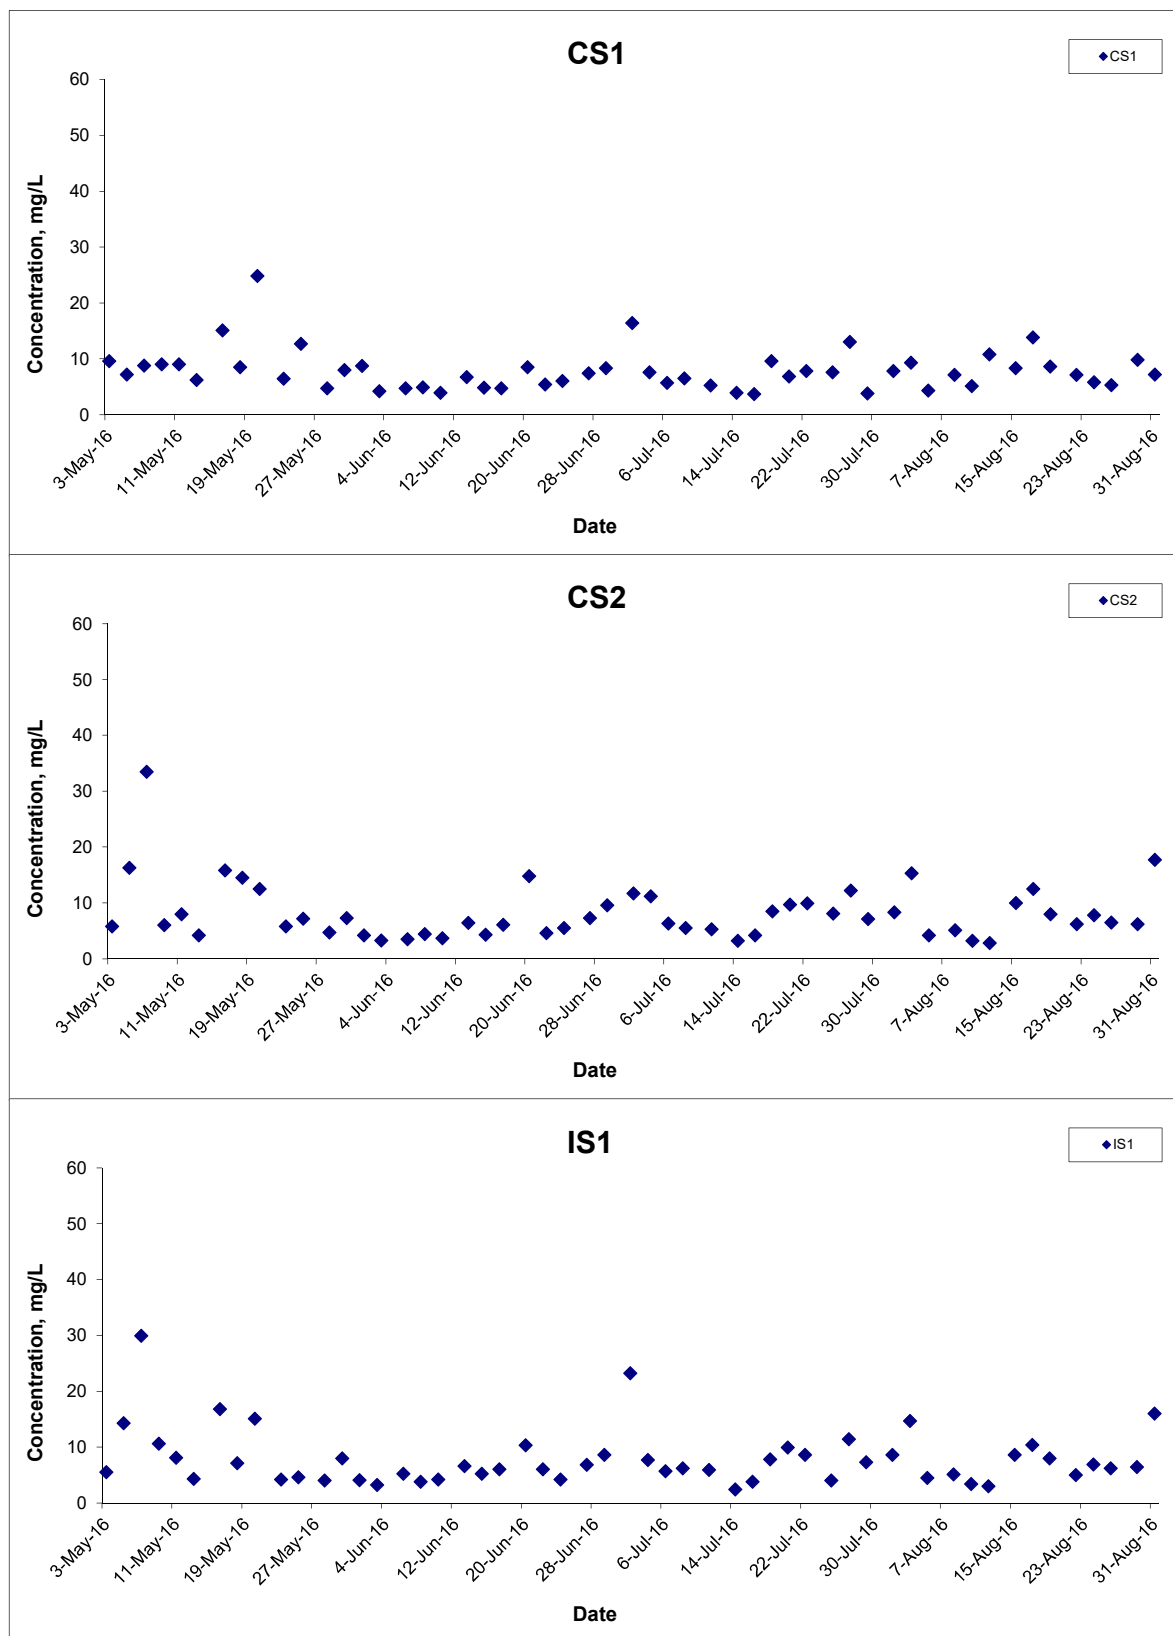 CS1
CS1
60
50
40
30
20
10
0
Concentration, mg/L
3-May-16
11-May-16
19-May-16
27-May-16
4-Jun-16
12-Jun-16
20-Jun-16
28-Jun-16
6-Jul-16
14-Jul-16
22-Jul-16
30-Jul-16
7-Aug-16
15-Aug-16
23-Aug-16
31-Aug-16
Date
CS2
CS2
60
50
40
30
20
10
0
Concentration, mg/L
3-May-16
11-May-16
19-May-16
27-May-16
4-Jun-16
12-Jun-16
20-Jun-16
28-Jun-16
6-Jul-16
14-Jul-16
22-Jul-16
30-Jul-16
7-Aug-16
15-Aug-16
23-Aug-16
31-Aug-16
Date
IS1
IS1
60
50
40
30
20
10
0
Concentration, mg/L
3-May-16
11-May-16
19-May-16
27-May-16
4-Jun-16
12-Jun-16
20-Jun-16
28-Jun-16
6-Jul-16
14-Jul-16
22-Jul-16
30-Jul-16
7-Aug-16
15-Aug-16
23-Aug-16
31-Aug-16
Date